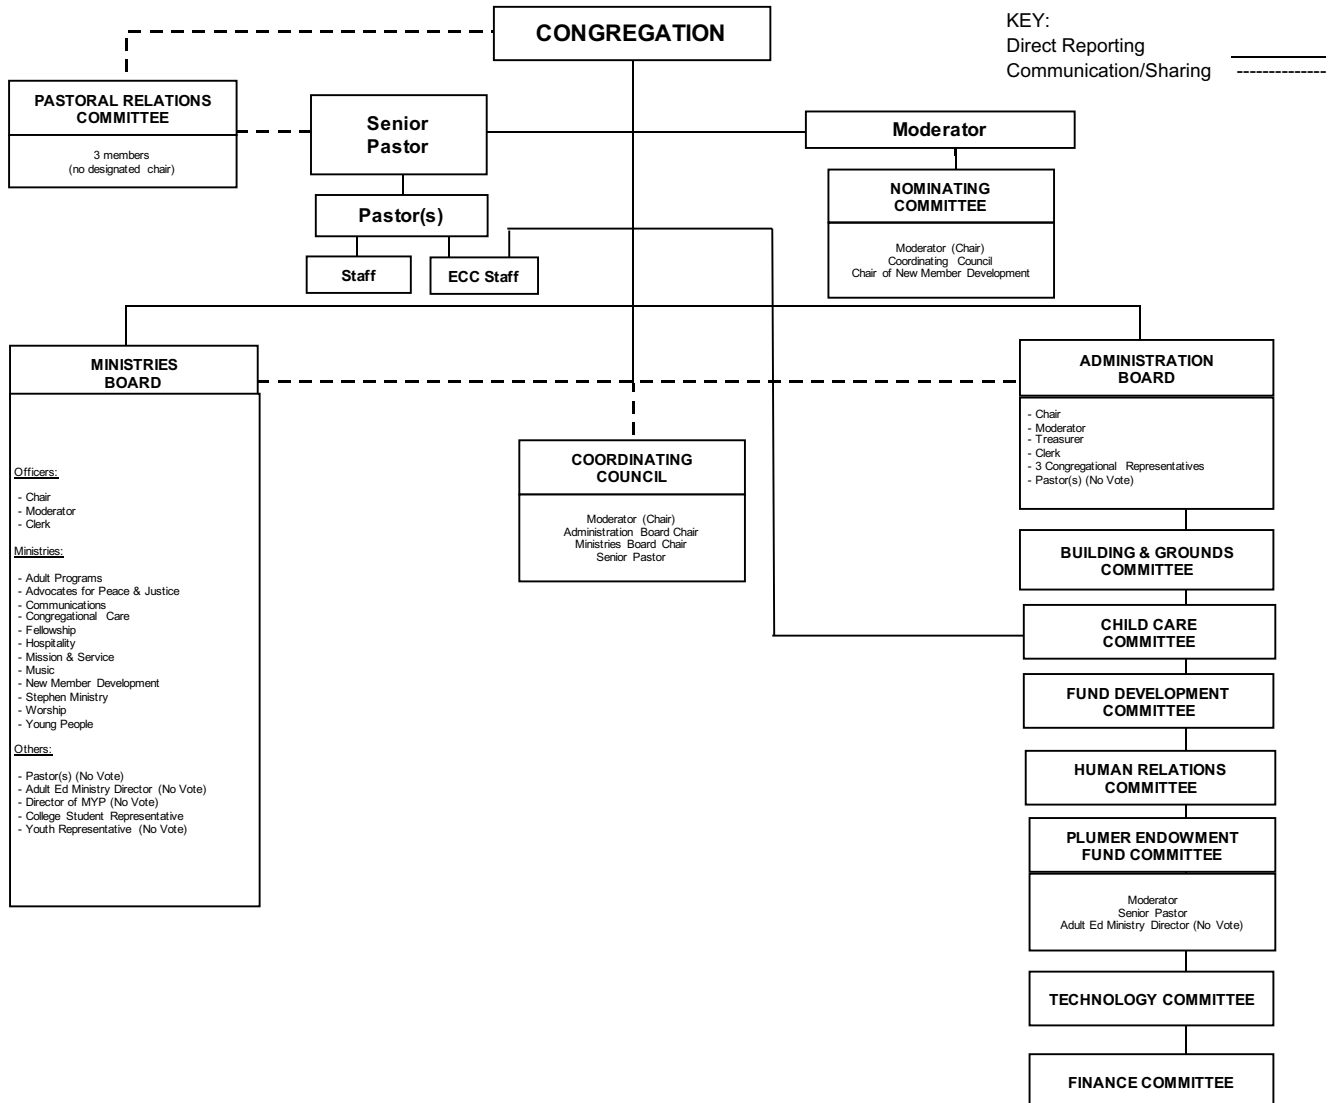 CONGREGATION
KEY:
Direct Reporting
Communication/Sharing
PASTORAL RELATIONS
COMMITTEE
3 members
(no designated chair)
Senior
Pastor
Moderator
Pastor(s)
Staff
ECC Staff
NOMINATING
COMMITTEE
Moderator (Chair)
Coordinating Council
Chair of New Member Development
MINISTRIES
BOARD
Officers:
- Chair
- Moderator
- Clerk
Ministries:
- Adult Programs
- Advocates for Peace & Justice
- Communications
- Congregational Care
- Fellowship
- Hospitality
- Mission & Service
- Music
- New Member Development
- Stephen Ministry
- Worship
- Young People
Others:
- Pastor(s) (No Vote)
- Adult Ed Ministry Director (No Vote)
- Director of MYP (No Vote)
- College Student Representative
- Youth Representative (No Vote)
COORDINATING
COUNCIL
Moderator (Chair)
Administration Board Chair
Ministries Board Chair
Senior Pastor
ADMINISTRATION
BOARD
- Chair
- Moderator
- Treasurer
- Clerk
- 3 Congregational Representatives
- Pastor(s) (No Vote)
BUILDING & GROUNDS
COMMITTEE
CHILD CARE
COMMITTEE
FUND DEVELOPMENT
COMMITTEE
HUMAN RELATIONS
COMMITTEE
PLUMER ENDOWMENT
FUND COMMITTEE
Moderator
Senior Pastor
Adult Ed Ministry Director (No Vote)
TECHNOLOGY COMMITTEE
FINANCE COMMITTEE